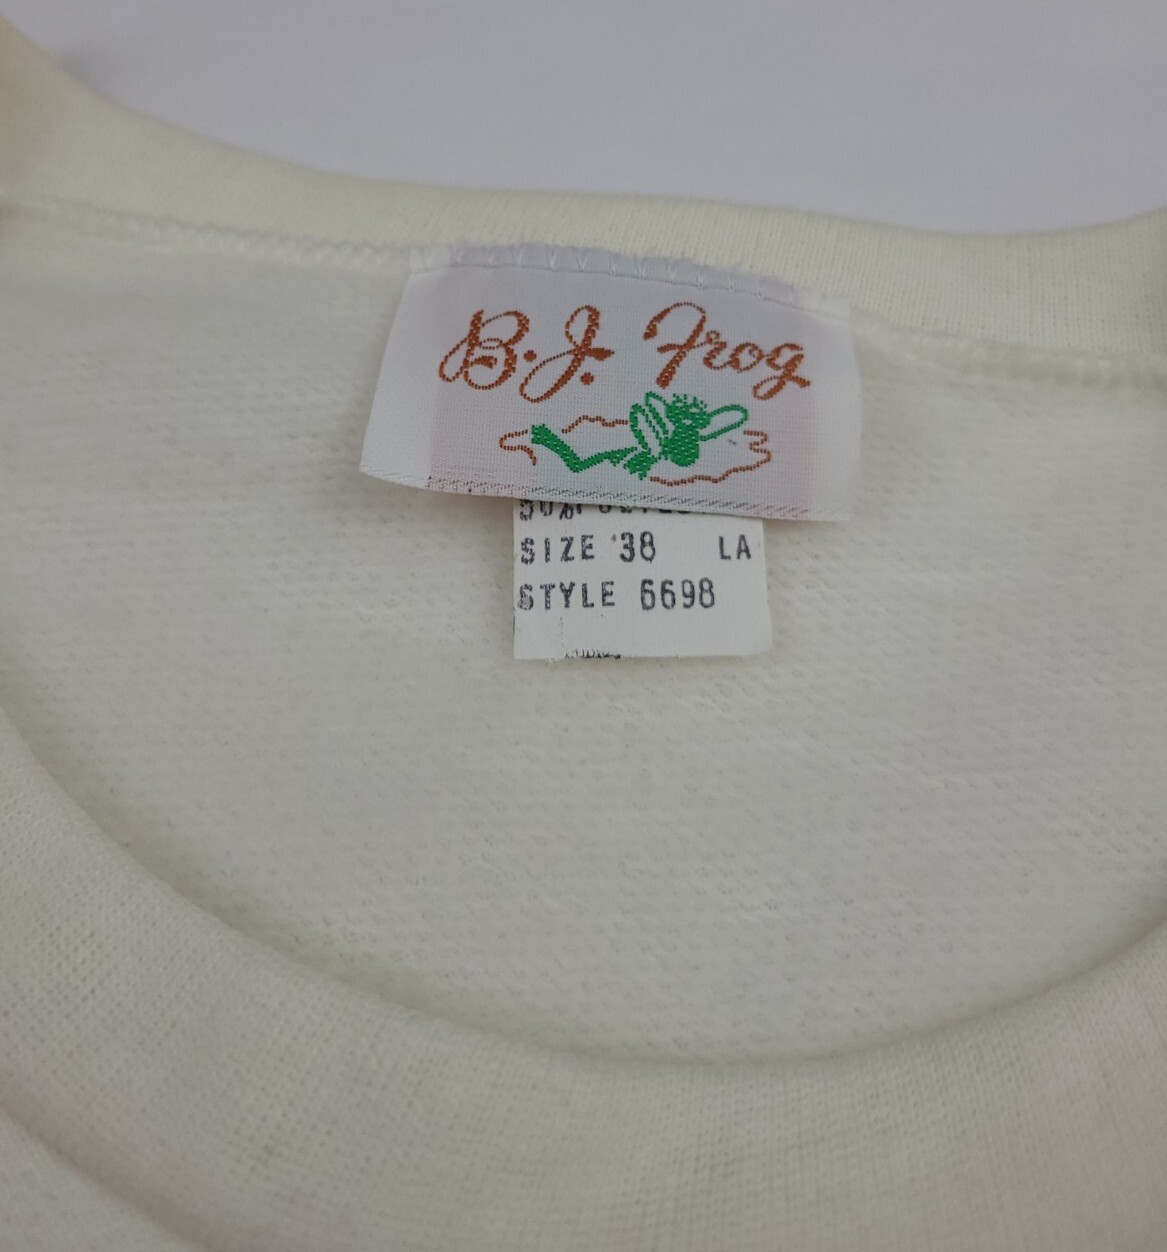 B.J. Frog
SIZE 38 LA
STYLE 6698